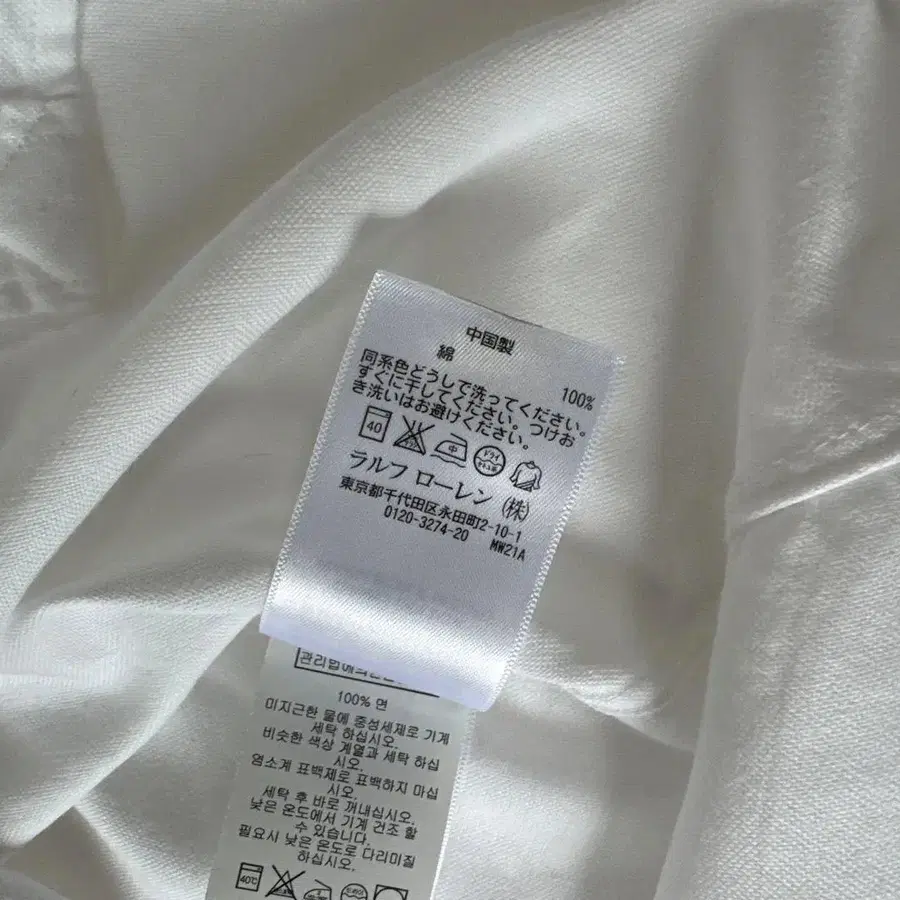 中国製
綿 100%
同系色どうしで洗ってください。
すぐに干してください。つけお
き洗いはお避けください。
40 中 ドライ
ラルフ ローレン (株)
東京都千代田区永田町2-10-1
0120-3274-20 MW21A
100% 면
미지근한 물에 중성세제로 기계
세탁 하십시오.
비슷한 색상 계열과 세탁 하십
시오.
염소계 표백제로 표백하지 마십
시오.
세탁 후 바로 꺼내십시오.
낮은 온도에서 기계 건조 할
수 있습니다.
필요시 낮은 온도로 다리미질
하십시오.
40℃